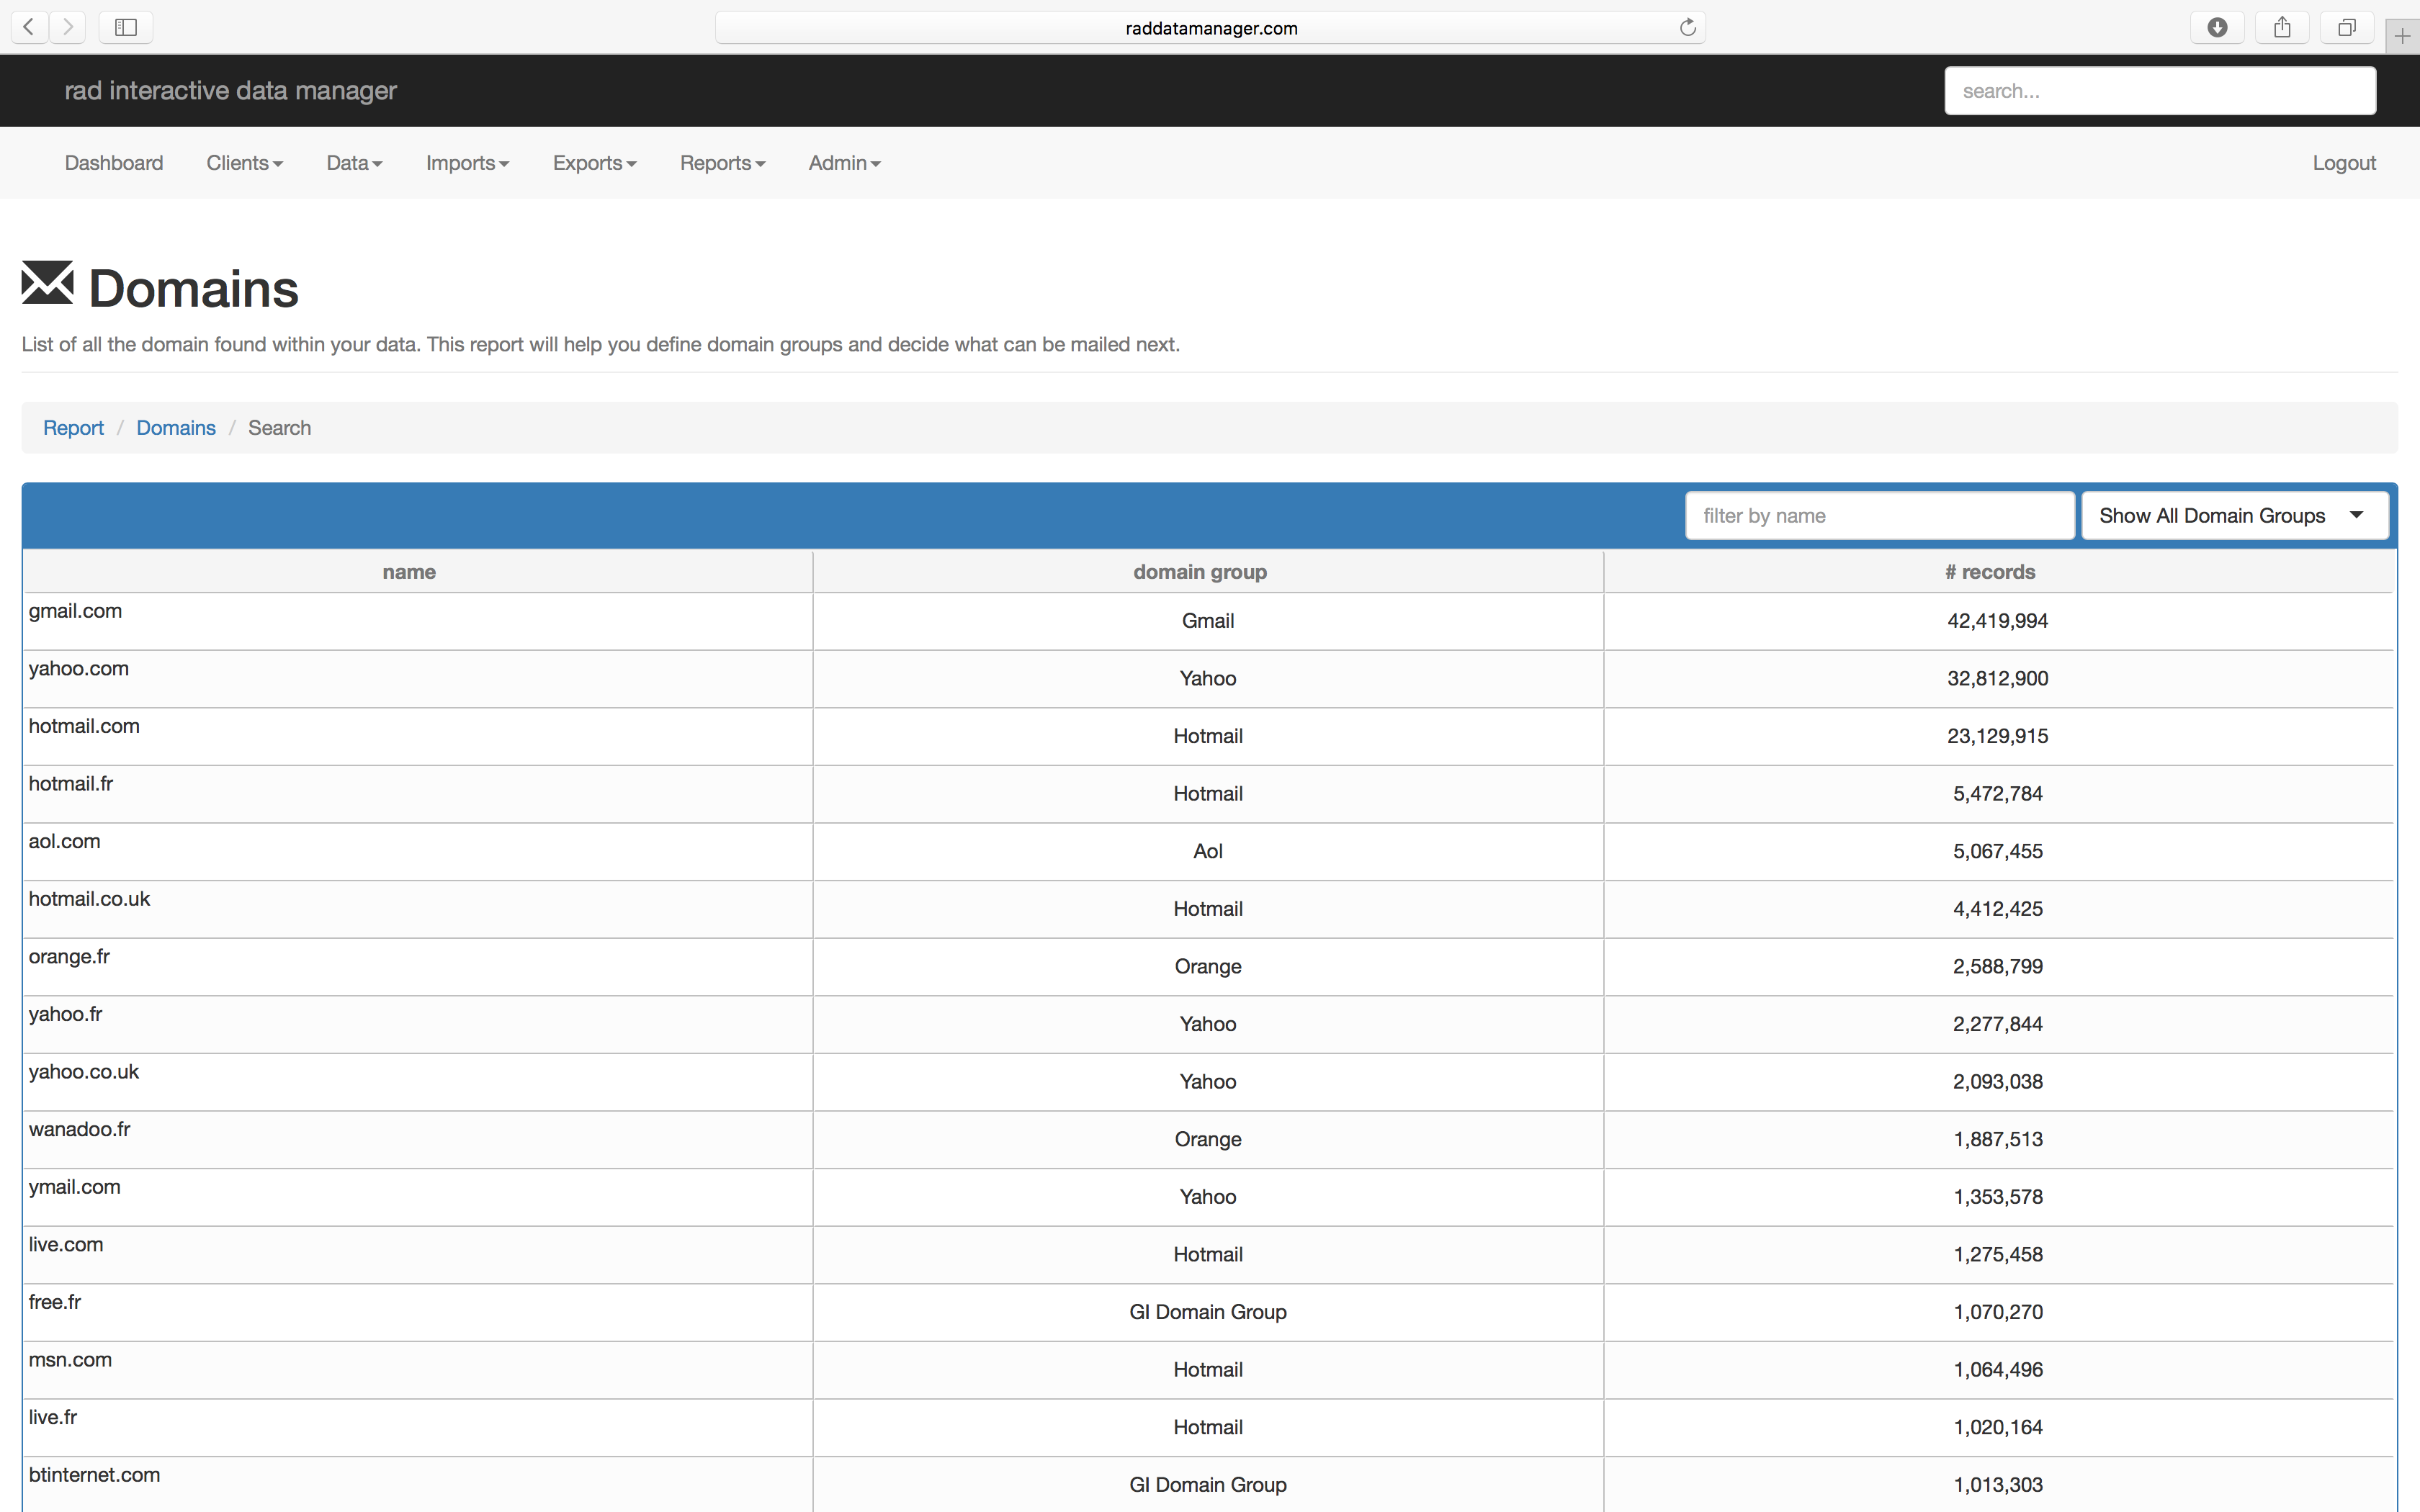 raddatamanager.com
rad interactive data manager
search...
Dashboard Clients Data Imports Exports Reports Admin Logout
Domains
List of all the domain found within your data. This report will help you define domain groups and decide what can be mailed next.
Report / Domains / Search
filter by name Show All Domain Groups
name domain group # records
gmail.com Gmail 42,419,994
yahoo.com Yahoo 32,812,900
hotmail.com Hotmail 23,129,915
hotmail.fr Hotmail 5,472,784
aol.com Aol 5,067,455
hotmail.co.uk Hotmail 4,412,425
orange.fr Orange 2,588,799
yahoo.fr Yahoo 2,277,844
yahoo.co.uk Yahoo 2,093,038
wanadoo.fr Orange 1,887,513
ymail.com Yahoo 1,353,578
live.com Hotmail 1,275,458
free.fr GI Domain Group 1,070,270
msn.com Hotmail 1,064,496
live.fr Hotmail 1,020,164
btinternet.com GI Domain Group 1,013,303